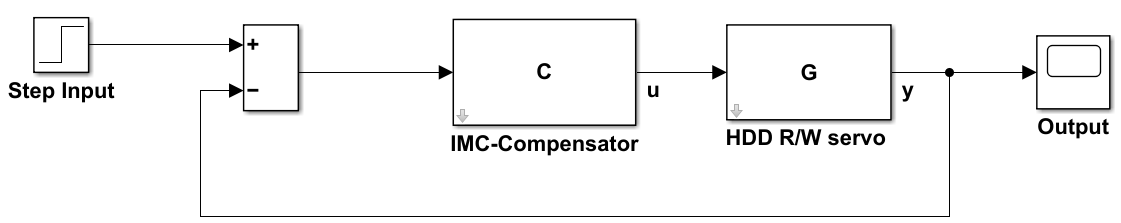 Step Input
+
−
C
IMC-Compensator
u
G
HDD R/W servo
y
Output